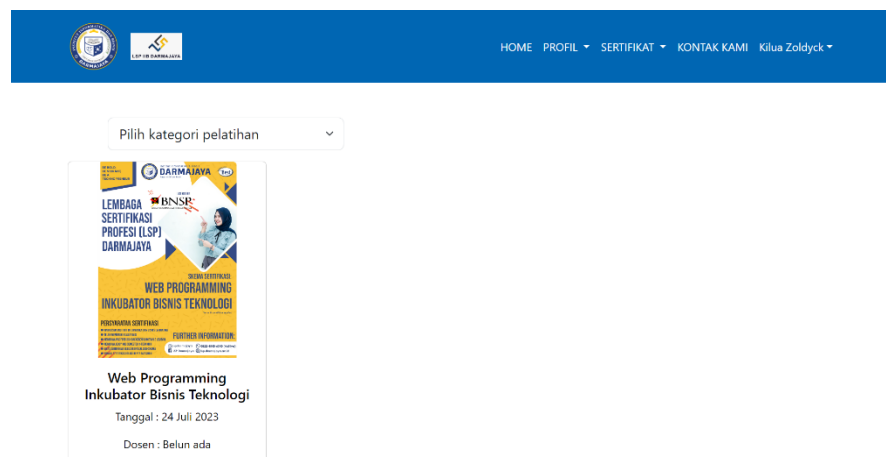 LSP IIB DARMAJAYA
HOME PROFIL SERTIFIKAT KONTAK KAMI Kilua Zoldyck
Pilih kategori pelatihan
DARMAJAYA
BNSP
LEMBAGA
SERTIFIKASI
PROFESI (LSP)
DARMAJAYA
SKEMA SERTIFIKASI
WEB PROGRAMMING
INKUBATOR BISNIS TEKNOLOGI
PERSYARATAN SERTIFIKASI
FURTHER INFORMATION:
Web Programming
Inkubator Bisnis Teknologi
Tanggal : 24 Juli 2023
Dosen : Belun ada